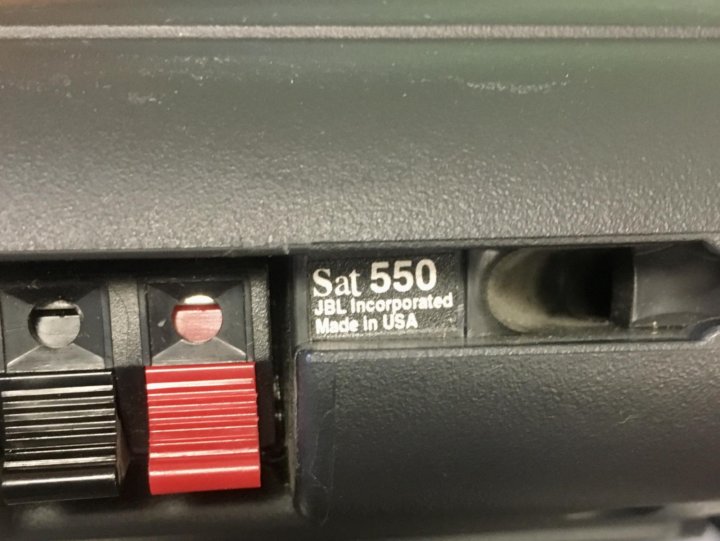 Sat 550
JBL Incorporated
Made in USA